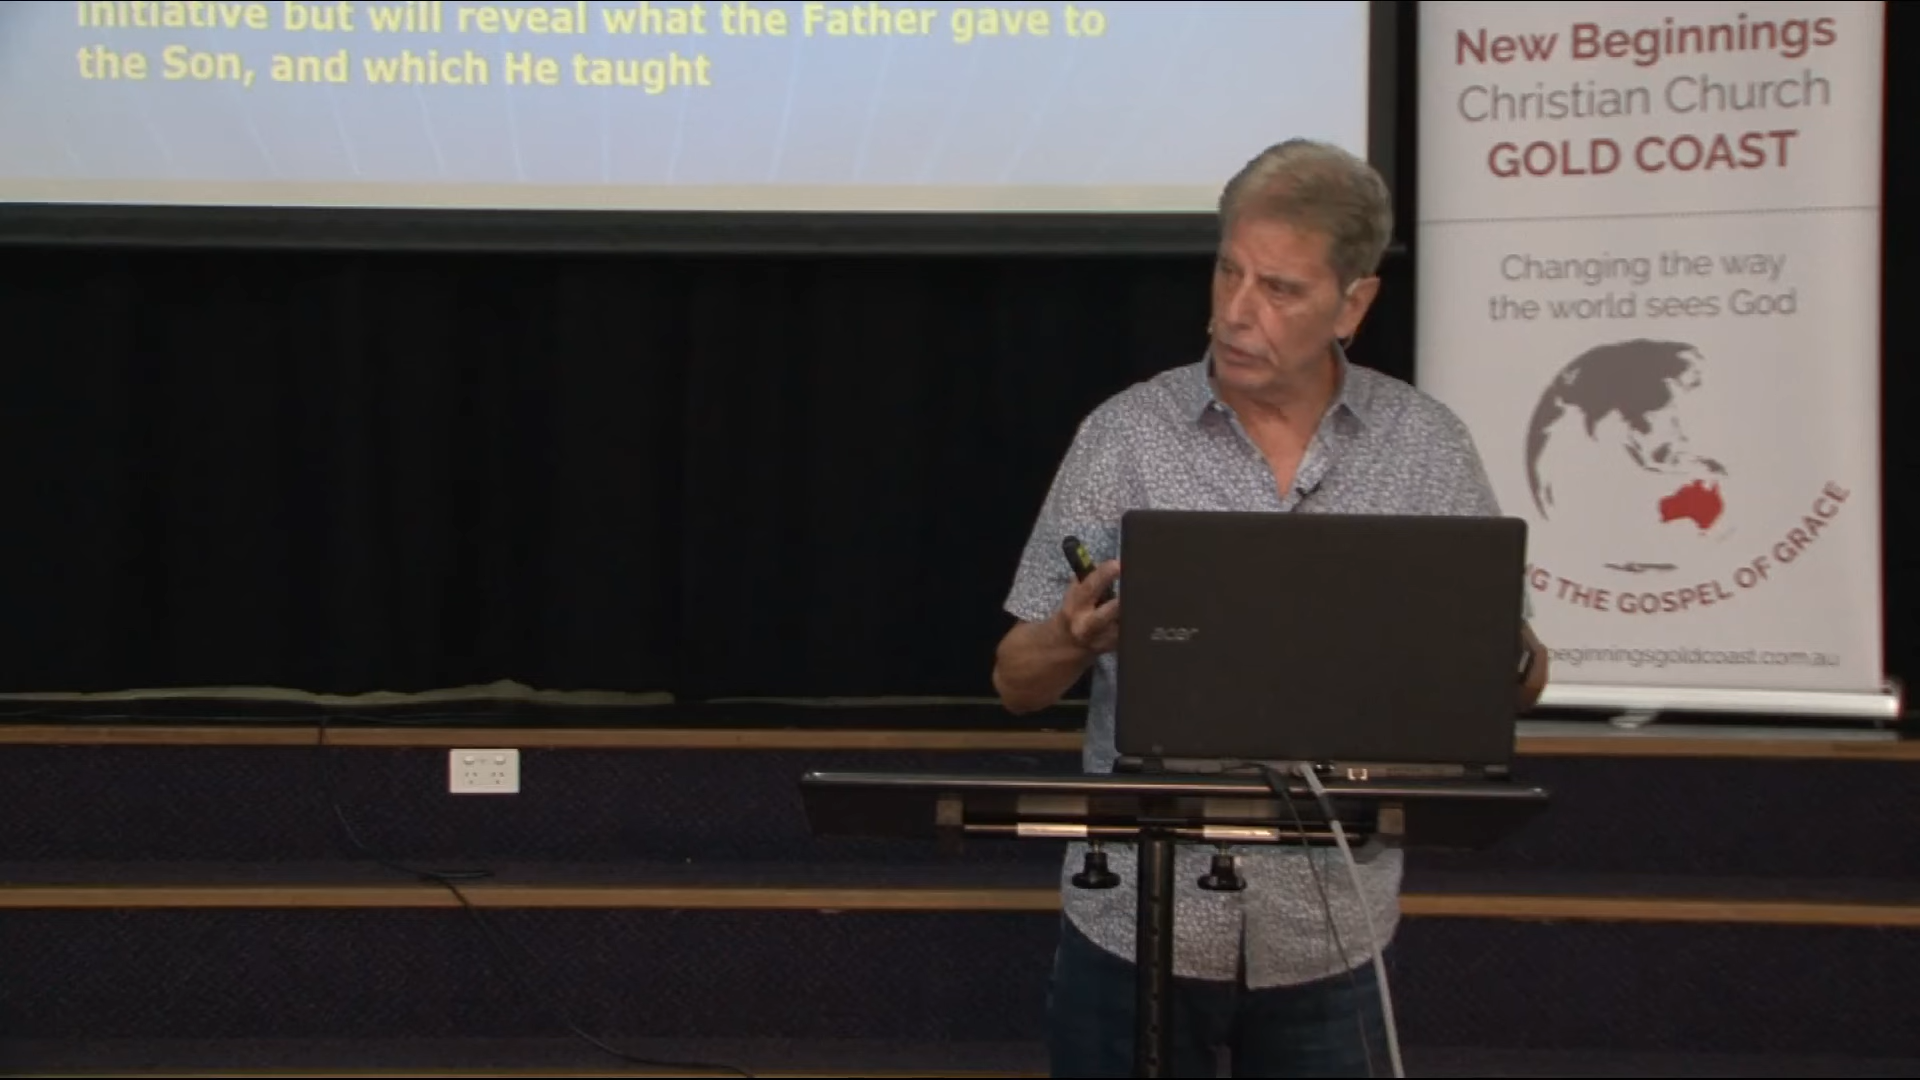 initiative but will reveal what the Father gave to
the Son, and which He taught
New Beginnings
Christian Church
GOLD COAST
Changing the way
the world sees God
THE GOSPEL OF GRACE
beginningsgoldcoast.com.au
acer